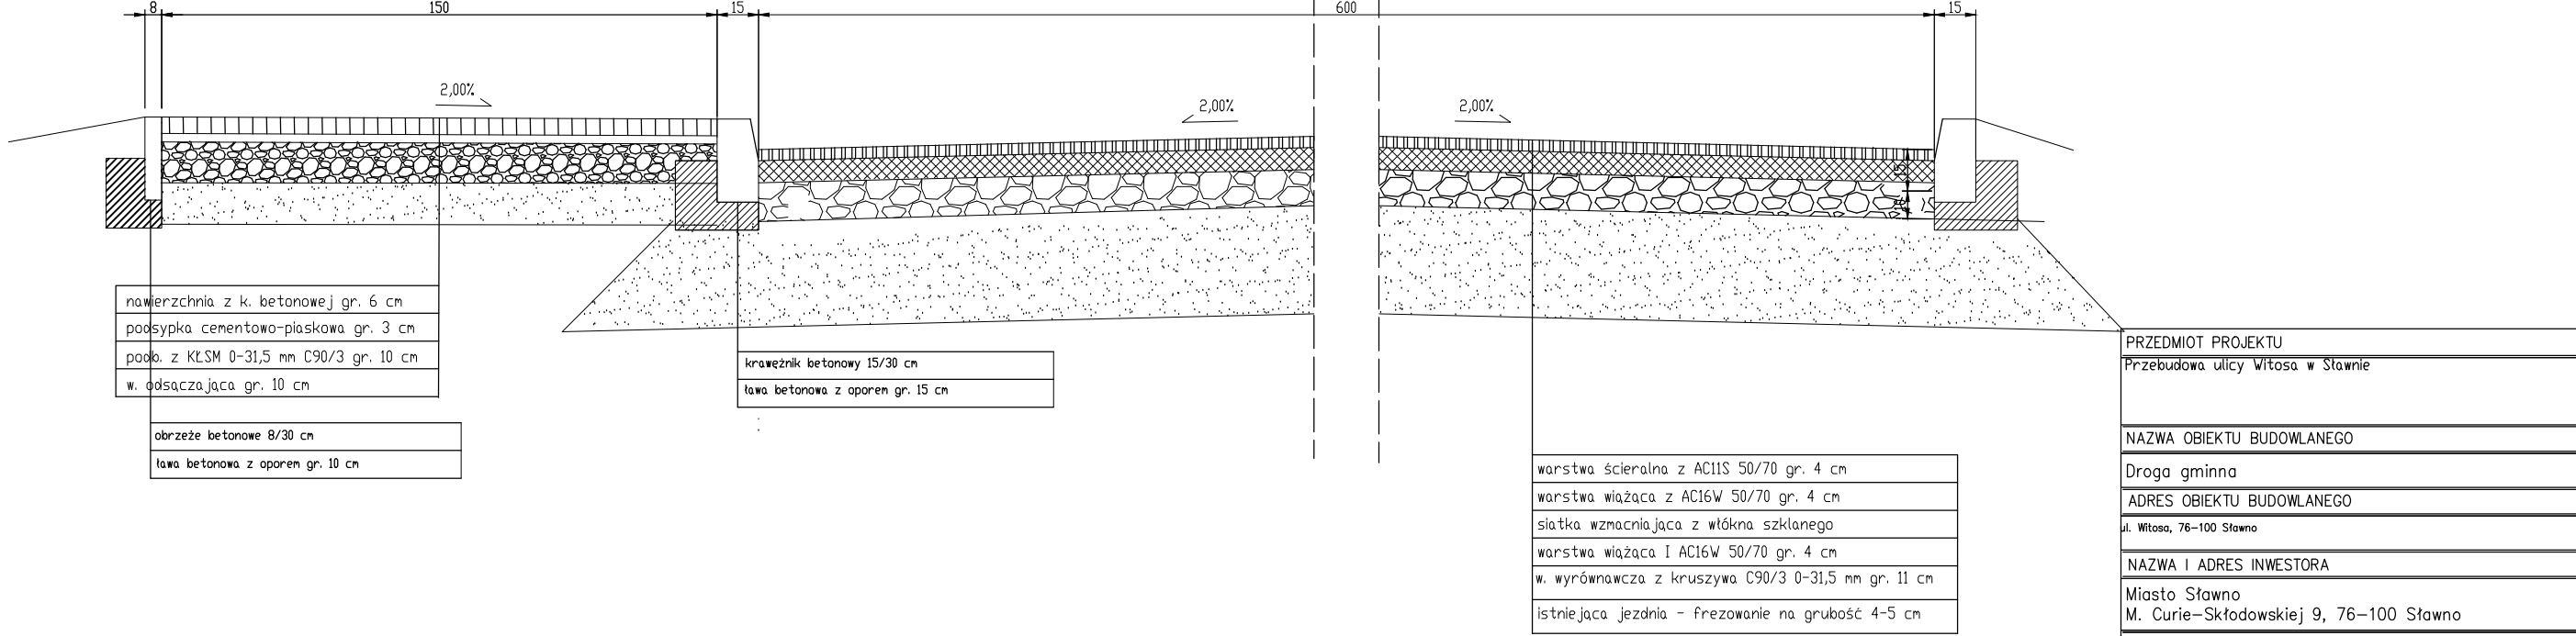 8
150
15
600
15
2,00%
2,00%
2,00%
nawierzchnia z k. betonowej gr. 6 cm
podsypka cementowo-piaskowa gr. 3 cm
podb. z KŁSM 0-31,5 mm C90/3 gr. 10 cm
w. odsączająca gr. 10 cm
obrzeże betonowe 8/30 cm
ława betonowa z oporem gr. 10 cm
krawężnik betonowy 15/30 cm
ława betonowa z oporem gr. 15 cm
warstwa ścieralna z AC11S 50/70 gr. 4 cm
warstwa wiążąca z AC16W 50/70 gr. 4 cm
siatka wzmacniająca z włókna szklanego
warstwa wiążąca I AC16W 50/70 gr. 4 cm
w. wyrównawcza z kruszywa C90/3 0-31,5 mm gr. 11 cm
istniejąca jezdnia - frezowanie na grubość 4-5 cm
PRZEDMIOT PROJEKTU
Przebudowa ulicy Witosa w Sławnie
NAZWA OBIEKTU BUDOWLANEGO
Droga gminna
ADRES OBIEKTU BUDOWLANEGO
ul. Witosa, 76-100 Sławno
NAZWA I ADRES INWESTORA
Miasto Sławno
M. Curie-Skłodowskiej 9, 76-100 Sławno